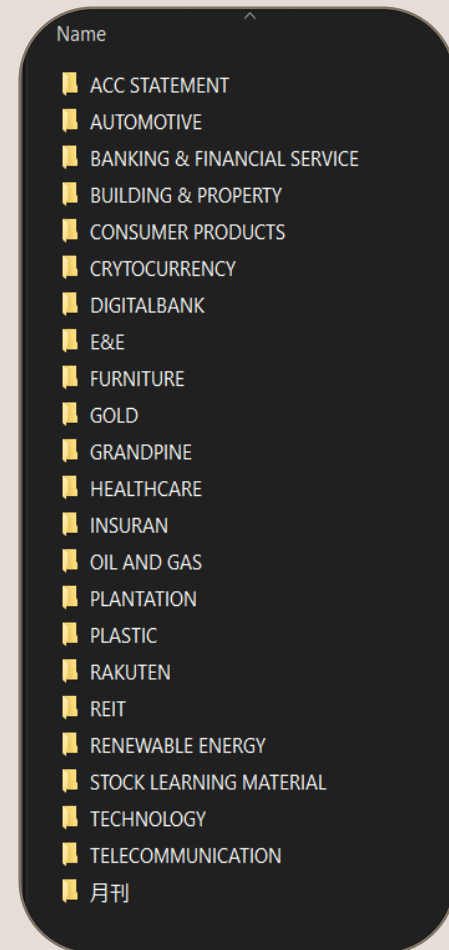 Name
ACC STATEMENT
AUTOMOTIVE
BANKING & FINANCIAL SERVICE
BUILDING & PROPERTY
CONSUMER PRODUCTS
CRYTOCURRENCY
DIGITALBANK
E&E
FURNITURE
GOLD
GRANDPINE
HEALTHCARE
INSURAN
OIL AND GAS
PLANTATION
PLASTIC
RAKUTEN
REIT
RENEWABLE ENERGY
STOCK LEARNING MATERIAL
TECHNOLOGY
TELECOMMUNICATION
月刊